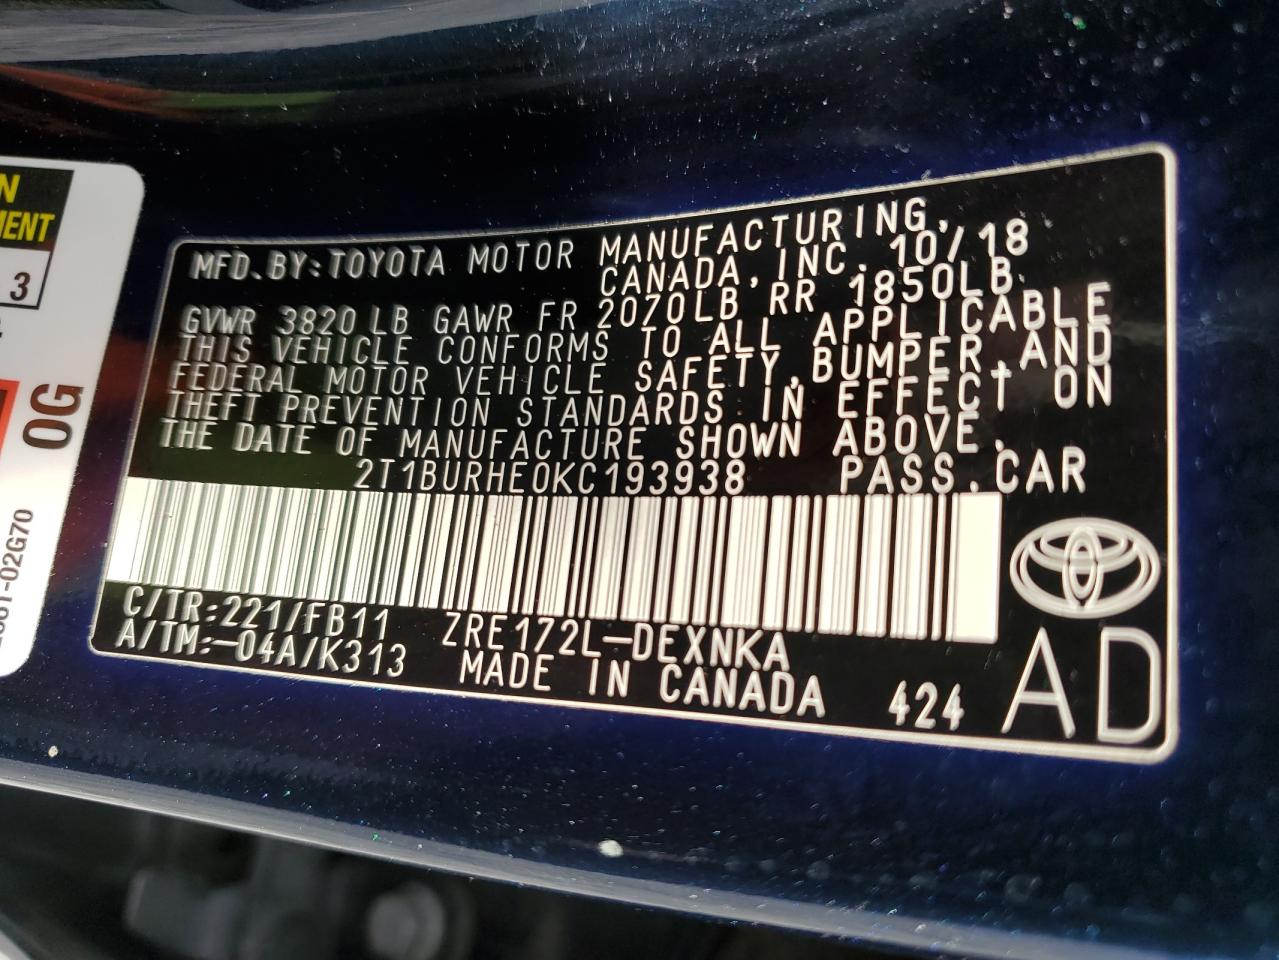 N
MENT
3
0G
-02G70
MFD.BY:TOYOTA MOTOR MANUFACTURING,
CANADA,INC. 10/18
GVWR 3820 LB GAWR FR 2070LB RR 1850LB
THIS VEHICLE CONFORMS TO ALL APPLICABLE
FEDERAL MOTOR VEHICLE SAFETY,BUMPER,AND
THEFT PREVENTION STANDARDS IN EFFECT ON
THE DATE OF MANUFACTURE SHOWN ABOVE.
2T1BURHE0KC193938 PASS.CAR
C/TR:221/FB11 ZRE172L-DEXNKA
A/TM:-04A/K313 MADE IN CANADA 424 AD